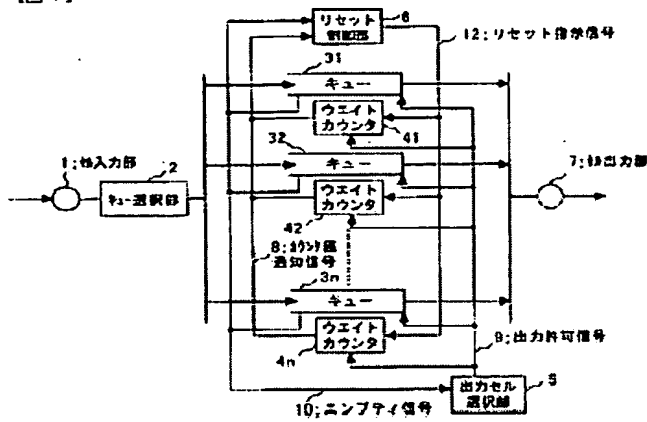 リセット
制御部
6
12;リセット指示信号
31
キュー
ウエイト
カウンタ
41
32
キュー
1;セル入力部
2
キュー選択部
7;セル出力部
ウエイト
カウンタ
42
8;カウンタ値
通知信号
3n
キュー
ウエイト
カウンタ
4n
9;出力許可信号
出力セル
選択部
5
10;エンプティ信号